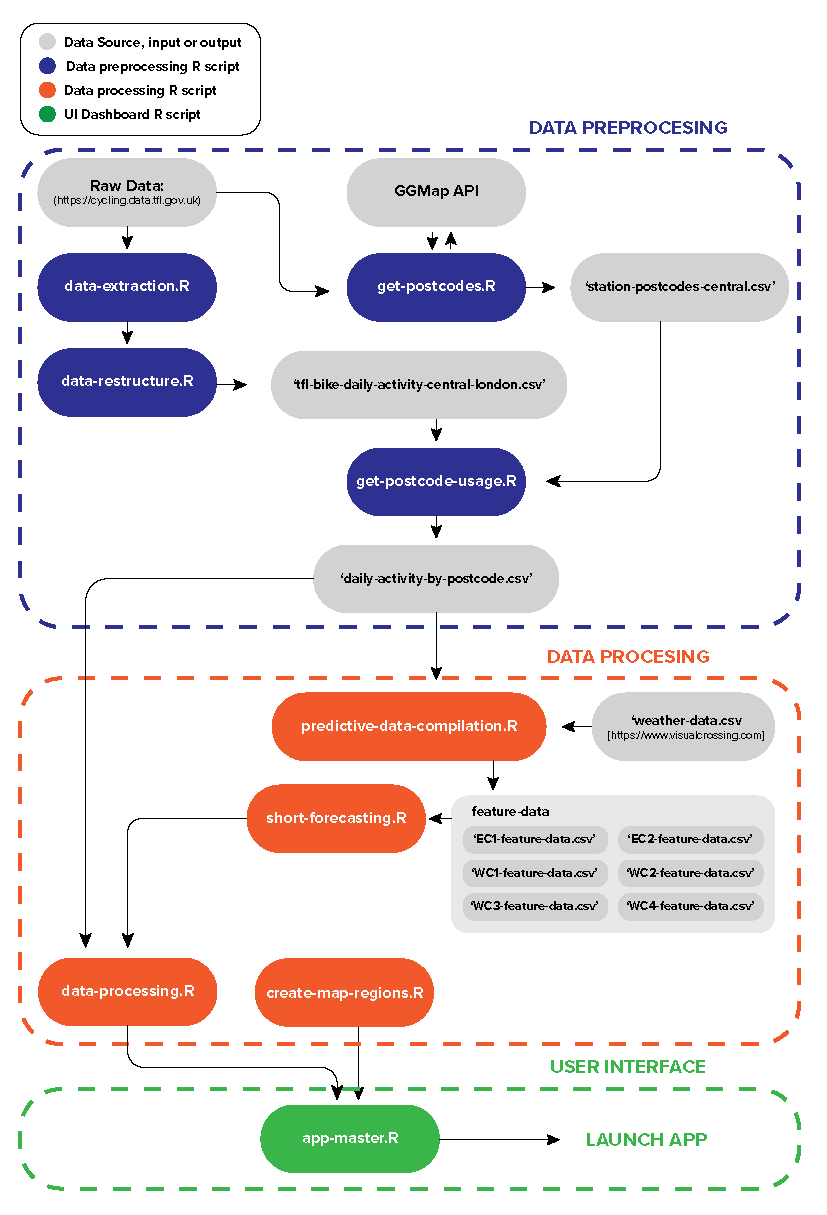 Data Source, input or output
Data preprocessing R script
Data processing R script
UI Dashboard R script
DATA PREPROCESING
Raw Data:
(https://cycling.data.tfl.gov.uk)
GGMap API
data-extraction.R
get-postcodes.R
‘station-postcodes-central.csv’
data-restructure.R
‘tfl-bike-daily-activity-central-london.csv’
get-postcode-usage.R
‘daily-activity-by-postcode.csv’
DATA PROCESING
predictive-data-compilation.R
‘weather-data.csv
[https://www.visualcrossing.com]
short-forecasting.R
feature-data
‘EC1-feature-data.csv’
‘EC2-feature-data.csv’
‘WC1-feature-data.csv’
‘WC2-feature-data.csv’
‘WC3-feature-data.csv’
‘WC4-feature-data.csv’
data-processing.R
create-map-regions.R
USER INTERFACE
app-master.R
LAUNCH APP